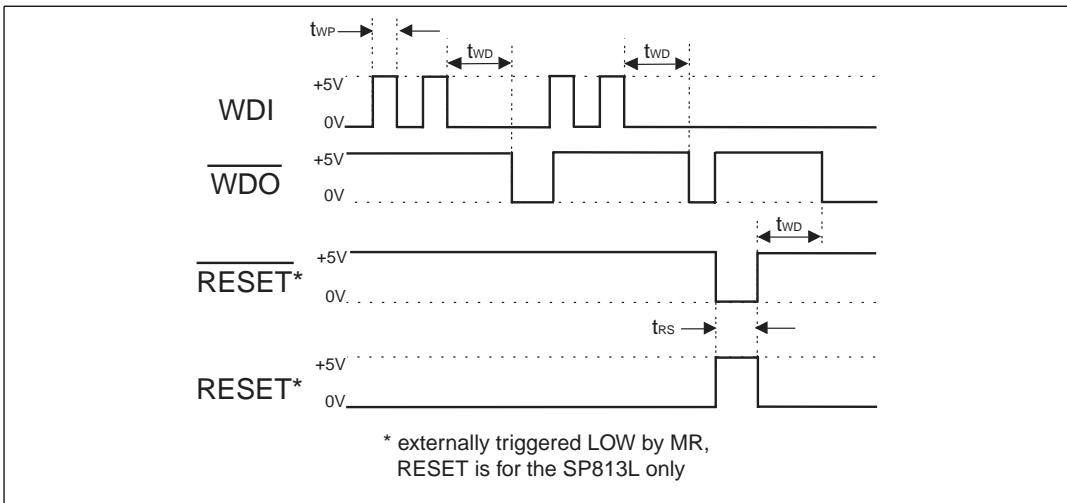 tWP
tWD
tWD
+5V
WDI
0V
+5V
WDO
0V
tWD
+5V
RESET*
0V
tRS
+5V
RESET*
0V
* externally triggered LOW by MR,
RESET is for the SP813L only